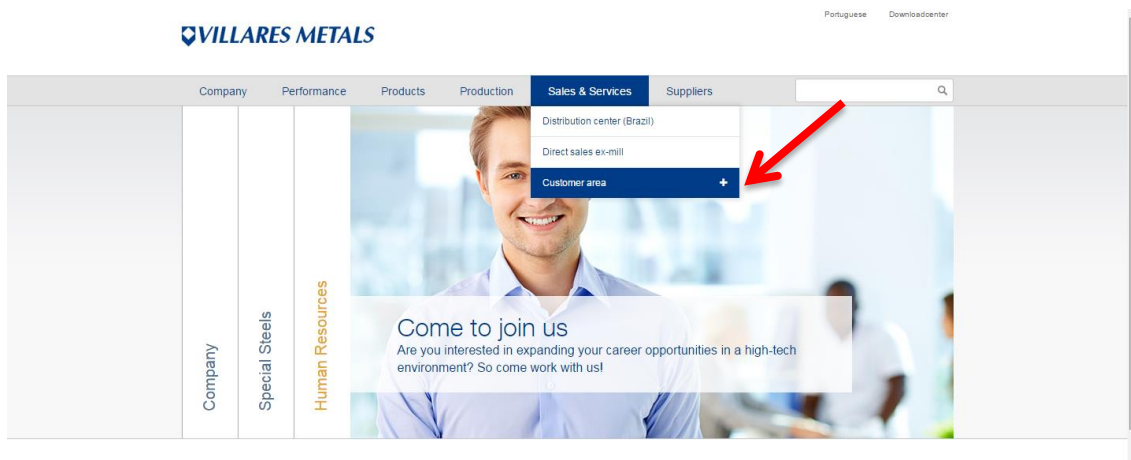 Portuguese Downloadcenter
VILLARES METALS
Company Performance Products Production Sales & Services Suppliers
Distribution center (Brazil)
Direct sales ex-mill
Customer area +
Company
Special Steels
Human Resources
Come to join us
Are you interested in expanding your career opportunities in a high-tech
environment? So come work with us!